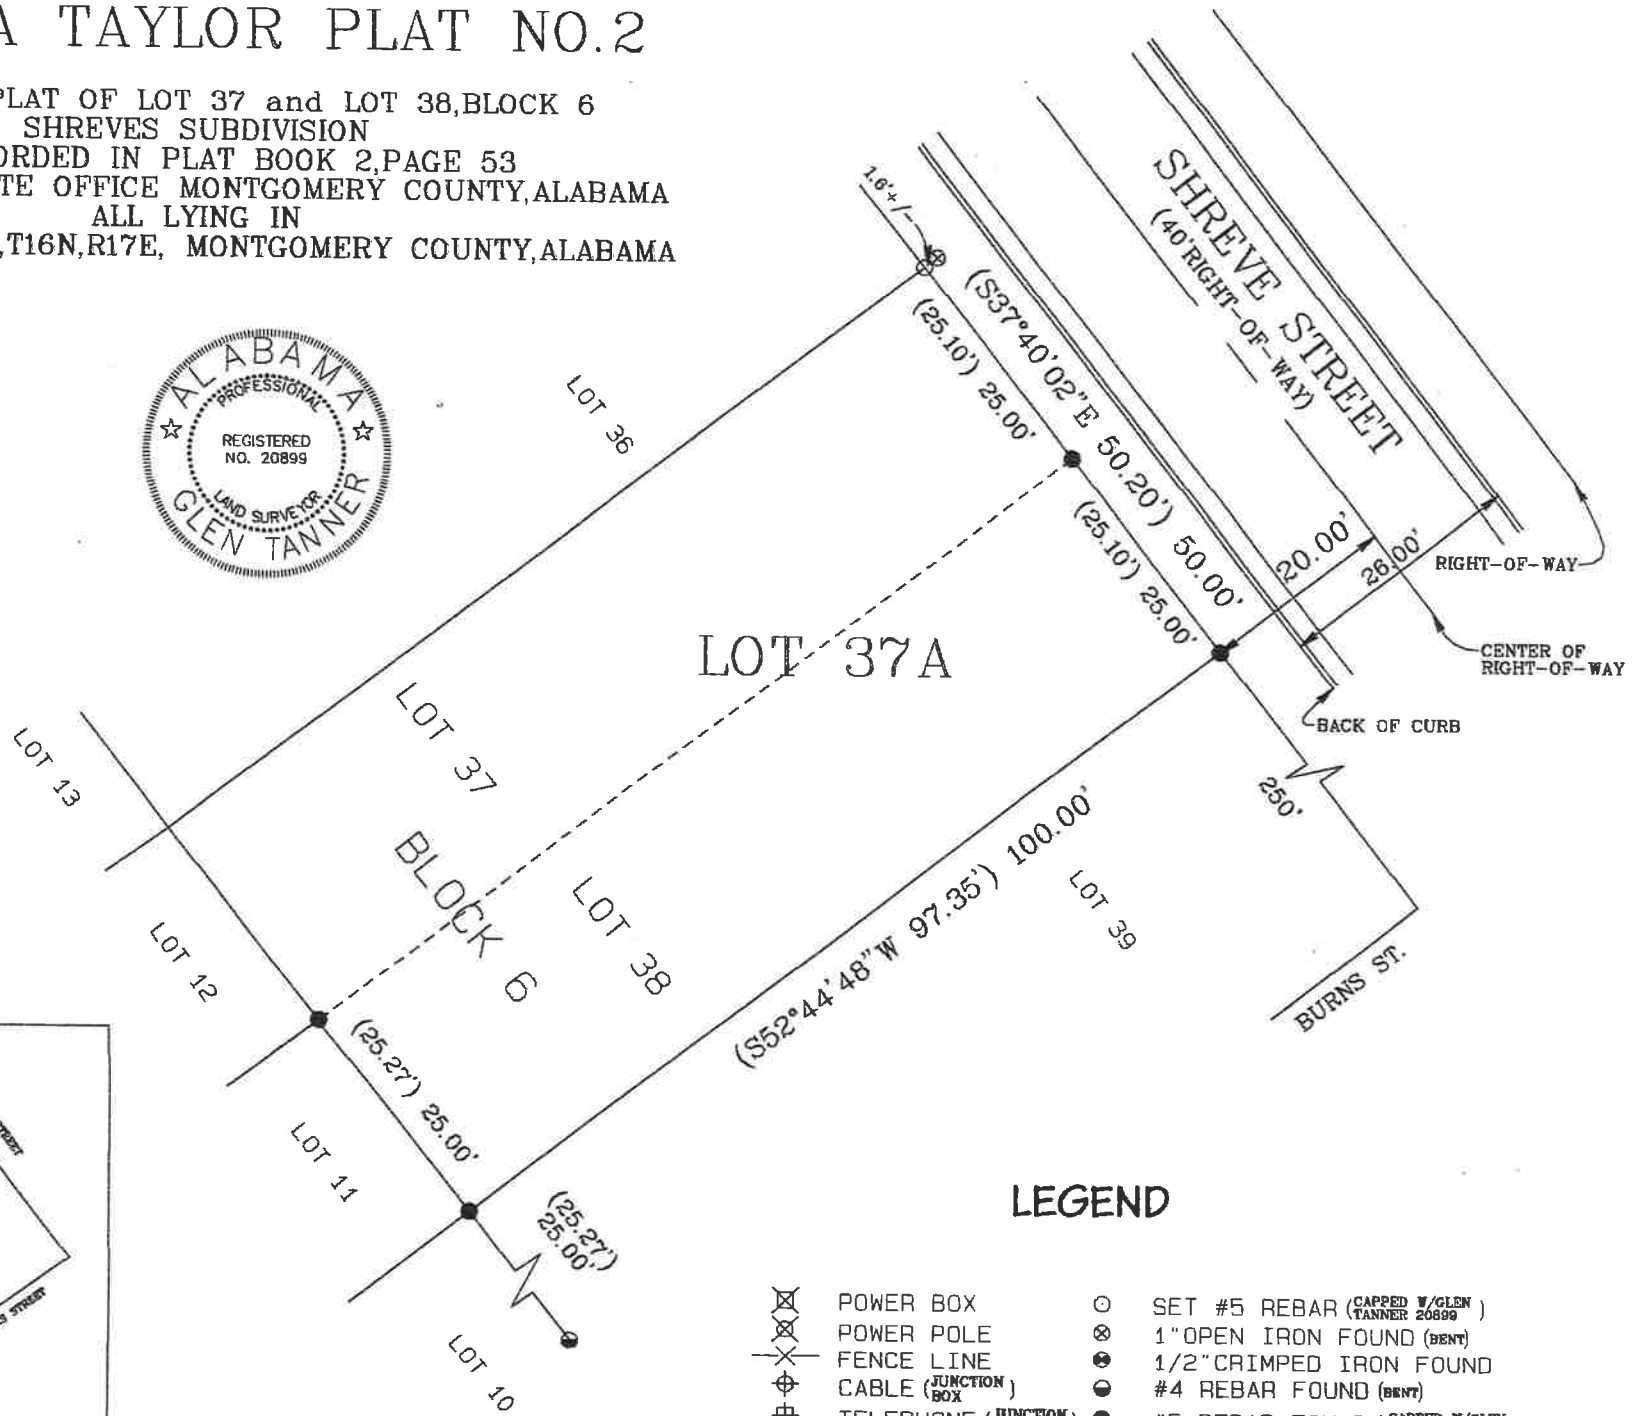 A TAYLOR PLAT NO.2
PLAT OF LOT 37 and LOT 38,BLOCK 6
SHREVES SUBDIVISION
ORDED IN PLAT BOOK 2,PAGE 53
TE OFFICE MONTGOMERY COUNTY,ALABAMA
ALL LYING IN
,T16N,R17E, MONTGOMERY COUNTY,ALABAMA
ALABAMA
PROFESSIONAL
REGISTERED
NO. 20899
LAND SURVEYOR
GLEN TANNER
1.6'+/-
SHREVE STREET
(40'RIGHT-OF-WAY)
(S37°40'02"E 50.20') 50.00'
(25.10') 25.00'
(25.10') 25.00'
20.00'
26.00'
RIGHT-OF-WAY
CENTER OF
RIGHT-OF-WAY
BACK OF CURB
LOT 36
LOT 37A
LOT 37
LOT 13
BLOCK 6
LOT 38
LOT 12
(S52°44'48"W 97.35') 100.00'
LOT 39
250'
BURNS ST.
(25.27') 25.00'
LOT 11
(25.27')
25.00'
LOT 10
STREET
STREET
LEGEND
POWER BOX
POWER POLE
FENCE LINE
CABLE (JUNCTION BOX)
TELEPHONE (JUNCTION)
SET #5 REBAR (CAPPED W/GLEN TANNER 20899)
1"OPEN IRON FOUND (BENT)
1/2"CRIMPED IRON FOUND
#4 REBAR FOUND (BENT)